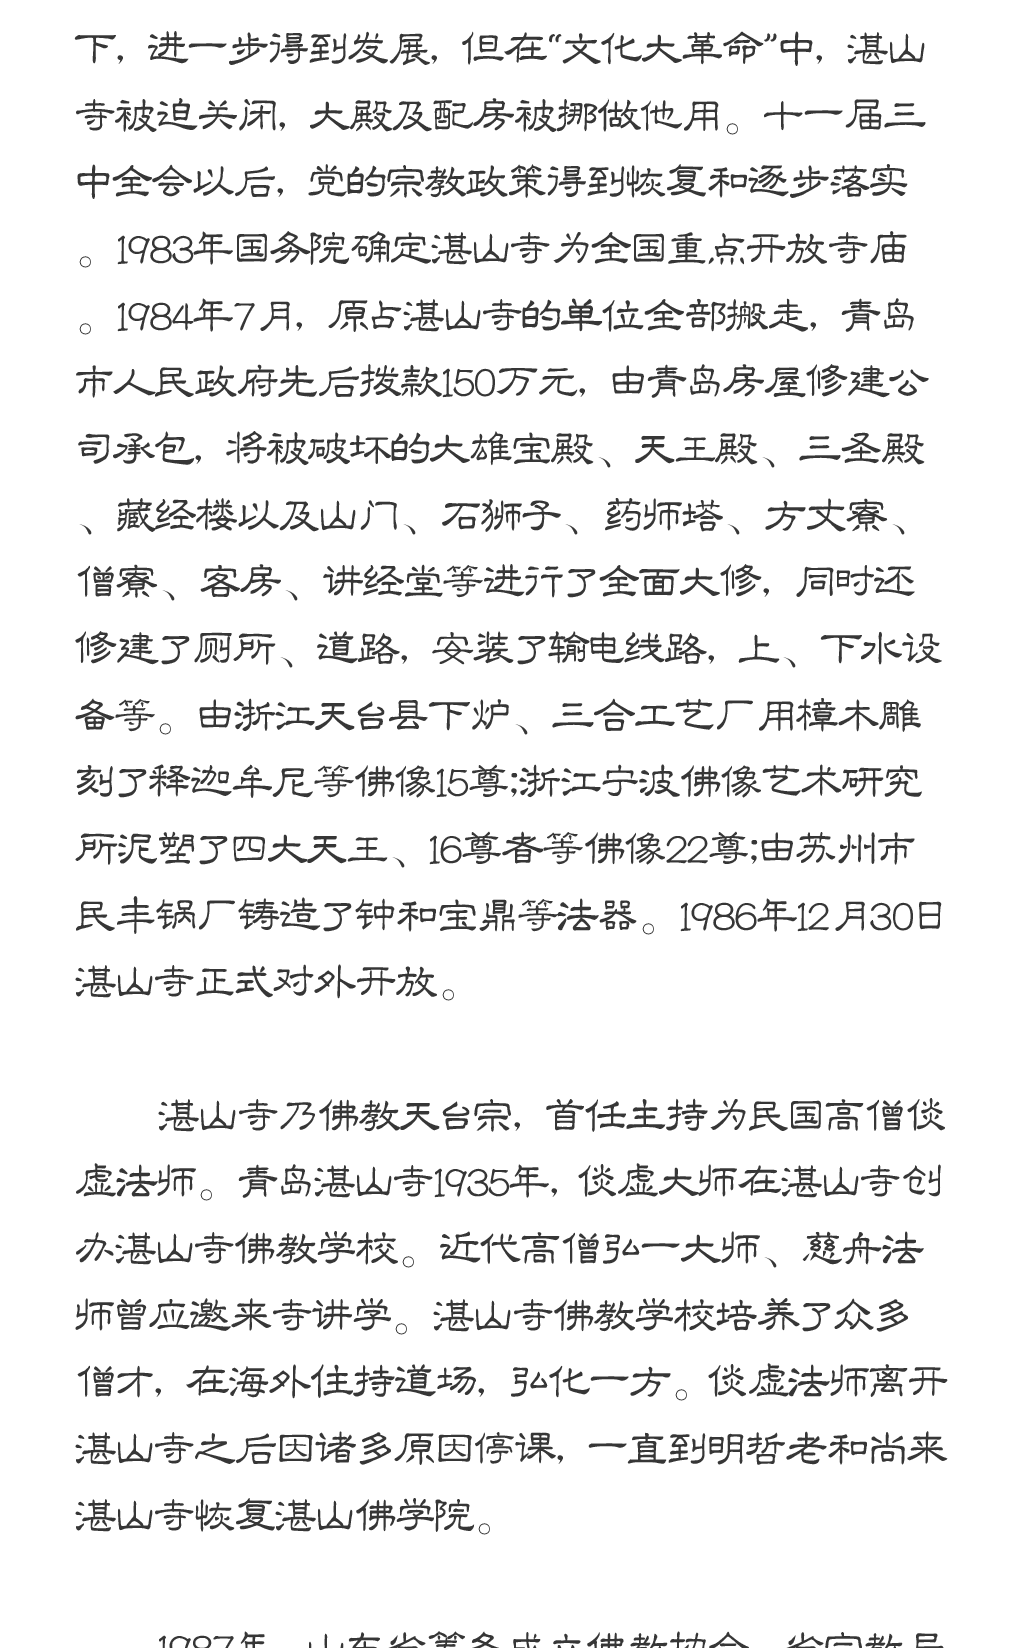 下，进一步得到发展，但在“文化大革命”中，湛山
寺被迫关闭，大殿及配房被挪做他用。十一届三
中全会以后，党的宗教政策得到恢复和逐步落实
。1983年国务院确定湛山寺为全国重点开放寺庙
。1984年7月，原占湛山寺的单位全部搬走，青岛
市人民政府先后拨款150万元，由青岛房屋修建公
司承包，将被破坏的大雄宝殿、天王殿、三圣殿
、藏经楼以及山门、石狮子、药师塔、方丈寮、
僧寮、客房、讲经堂等进行了全面大修，同时还
修建了厕所、道路，安装了输电线路，上、下水设
备等。由浙江天台县下炉、三合工艺厂用樟木雕
刻了释迦牟尼等佛像15尊;浙江宁波佛像艺术研究
所泥塑了四大天王、16尊者等佛像22尊;由苏州市
民丰锅厂铸造了钟和宝鼎等法器。1986年12月30日
湛山寺正式对外开放。
湛山寺乃佛教天台宗，首任主持为民国高僧倓
虚法师。青岛湛山寺1935年，倓虚大师在湛山寺创
办湛山寺佛教学校。近代高僧弘一大师、慈舟法
师曾应邀来寺讲学。湛山寺佛教学校培养了众多
僧才，在海外住持道场，弘化一方。倓虚法师离开
湛山寺之后因诸多原因停课，一直到明哲老和尚来
湛山寺恢复湛山佛学院。
1987年，山东省筹备成立佛教协会，省宗教局